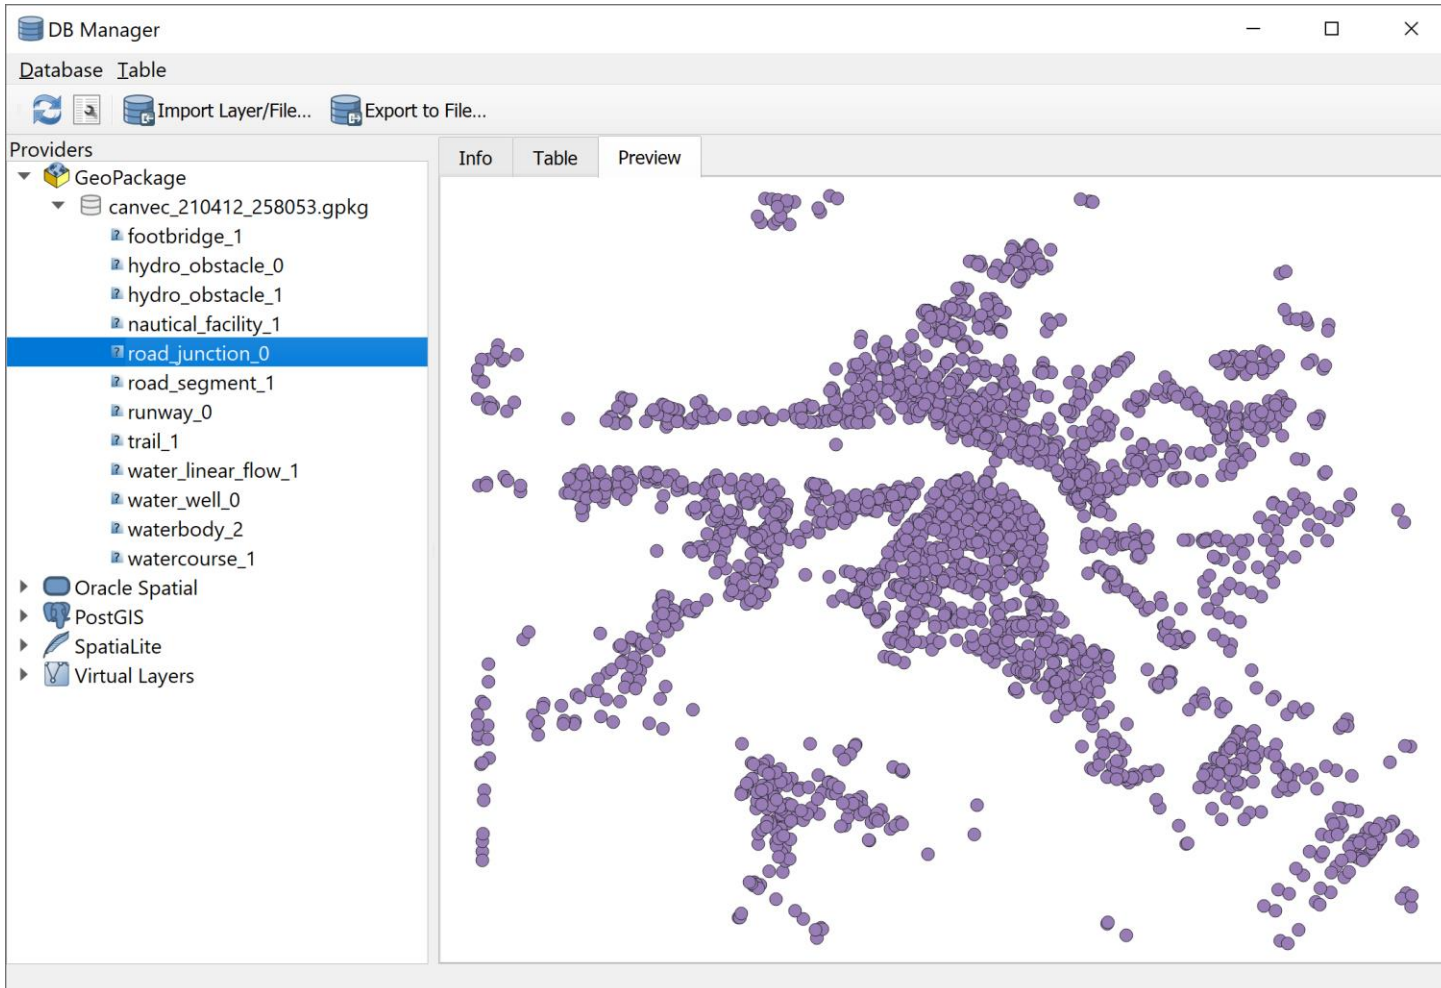 DB Manager
Database Table
Import Layer/File... Export to File...
Providers
GeoPackage
canvec_210412_258053.gpkg
footbridge_1
hydro_obstacle_0
hydro_obstacle_1
nautical_facility_1
road_junction_0
road_segment_1
runway_0
trail_1
water_linear_flow_1
water_well_0
waterbody_2
watercourse_1
Oracle Spatial
PostGIS
SpatiaLite
Virtual Layers
Info Table Preview